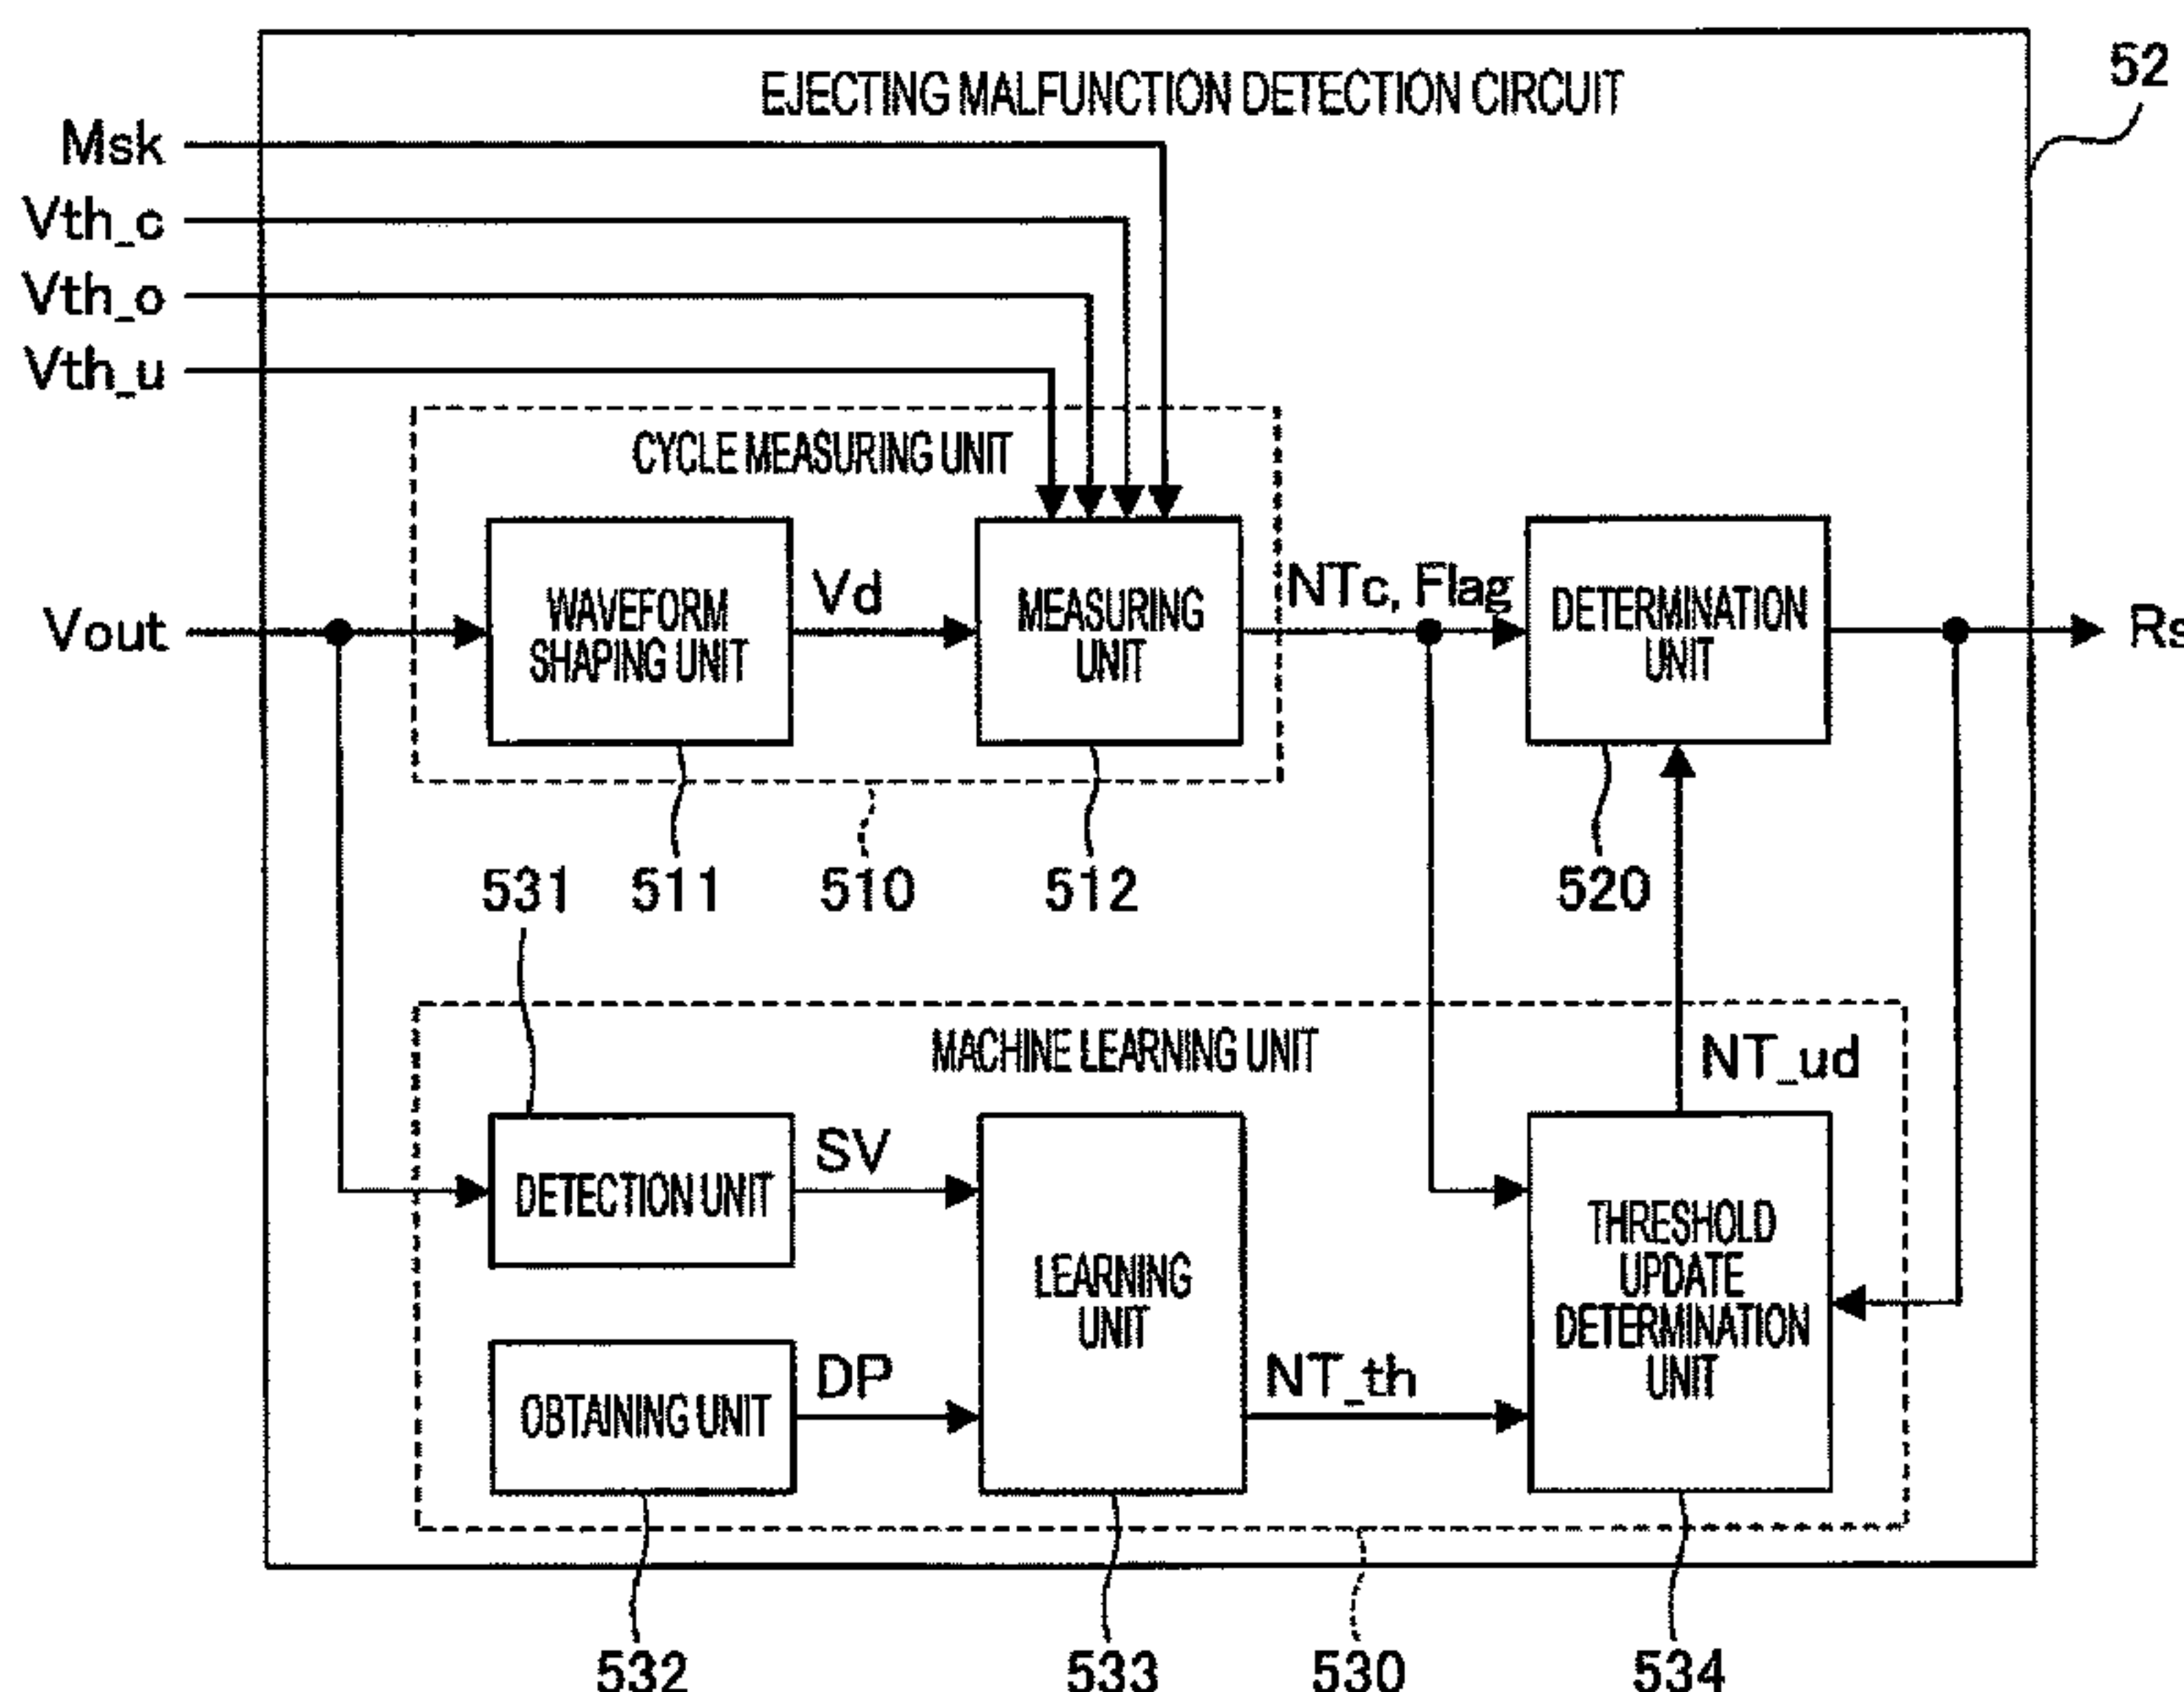 EJECTING MALFUNCTION DETECTION CIRCUIT
52
Msk
Vth_c
Vth_o
Vth_u
CYCLE MEASURING UNIT
Vout
WAVEFORM
SHAPING UNIT
Vd
MEASURING
UNIT
NTc, Flag
DETERMINATION
UNIT
Rs
531
511
510
512
520
MACHINE LEARNING UNIT
NT_ud
DETECTION UNIT
SV
LEARNING
UNIT
THRESHOLD
UPDATE
DETERMINATION
UNIT
OBTAINING UNIT
DP
NT_th
532
533
530
534